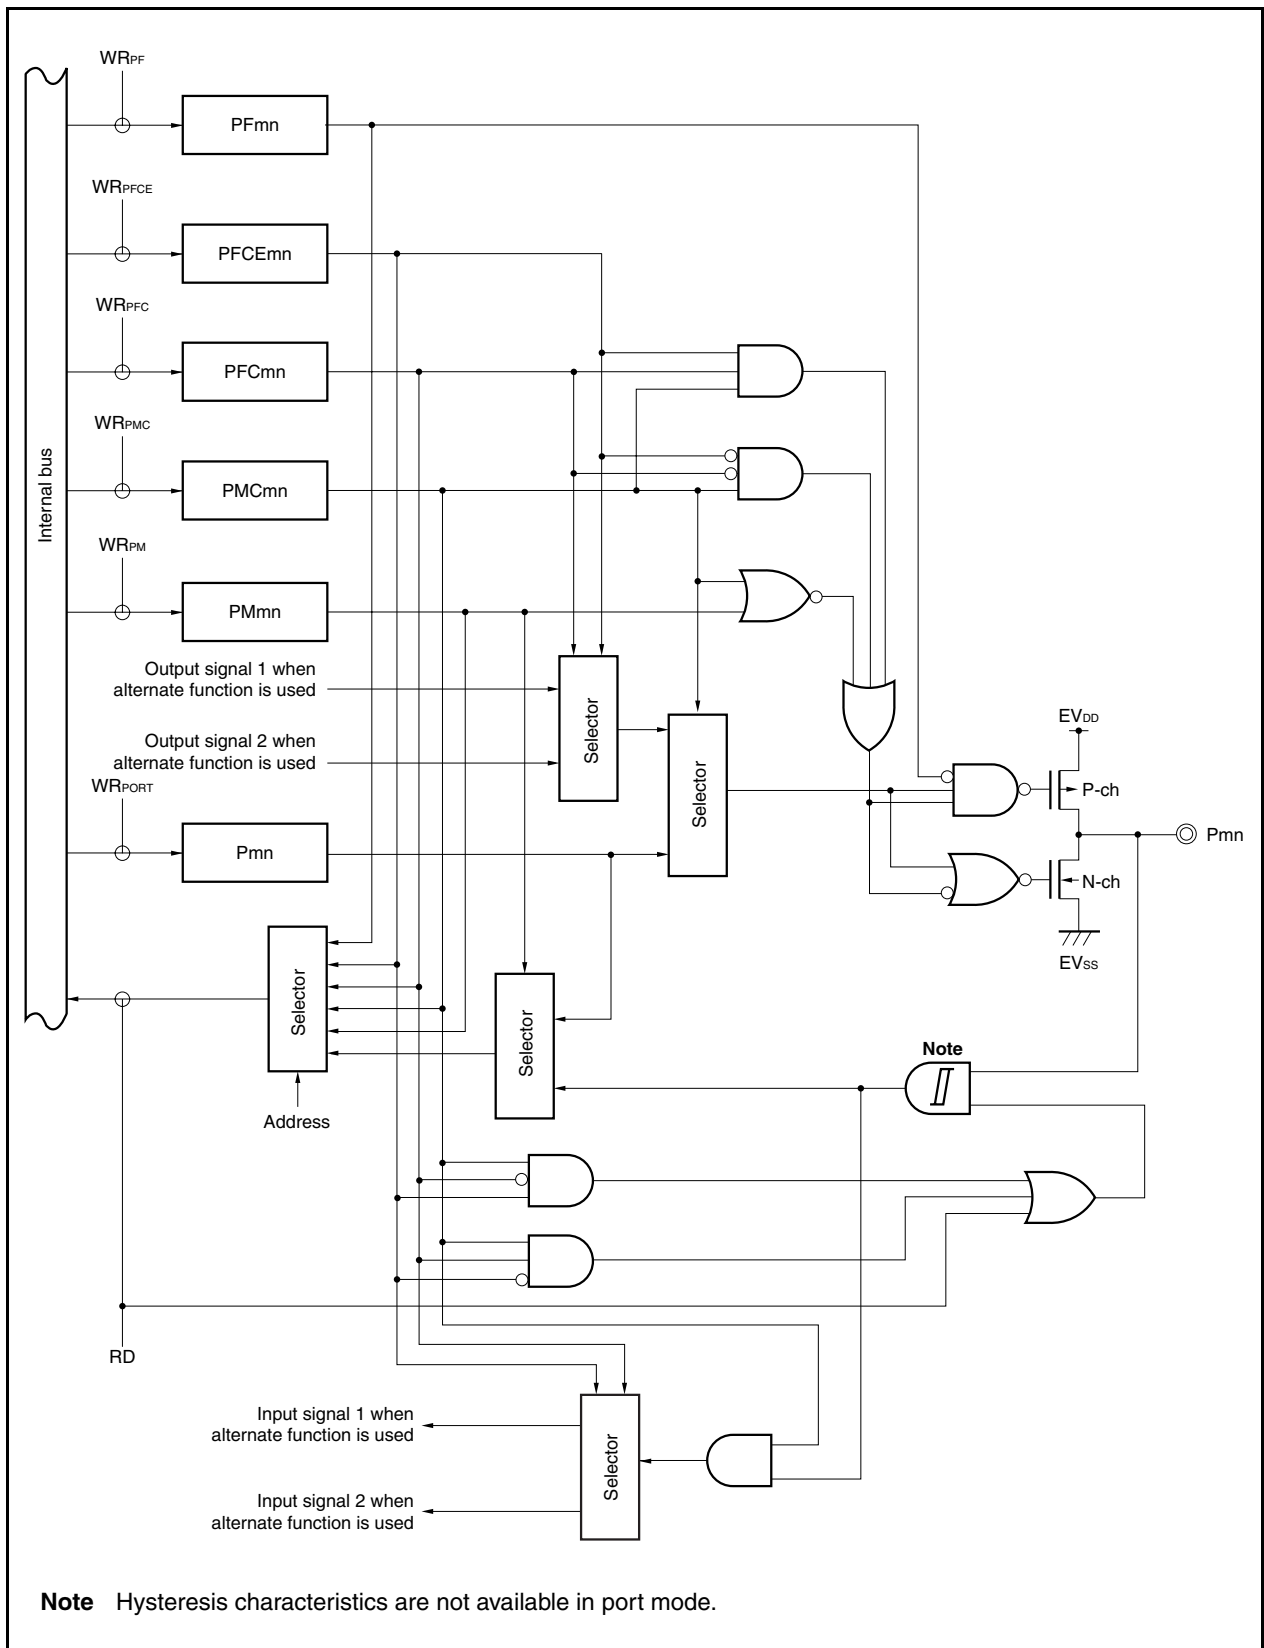 WRPF
PFmn
WRPFCE
PFCEmn
WRPFC
PFCmn
WRPMC
PMCmn
Internal bus
WRPM
PMmn
Output signal 1 when
alternate function is used
Selector
Output signal 2 when
alternate function is used
Selector
EVDD
P-ch
WRPORT
Pmn
Pmn
N-ch
EVSS
Selector
Selector
Note
Address
RD
Input signal 1 when
alternate function is used
Selector
Input signal 2 when
alternate function is used
Note Hysteresis characteristics are not available in port mode.